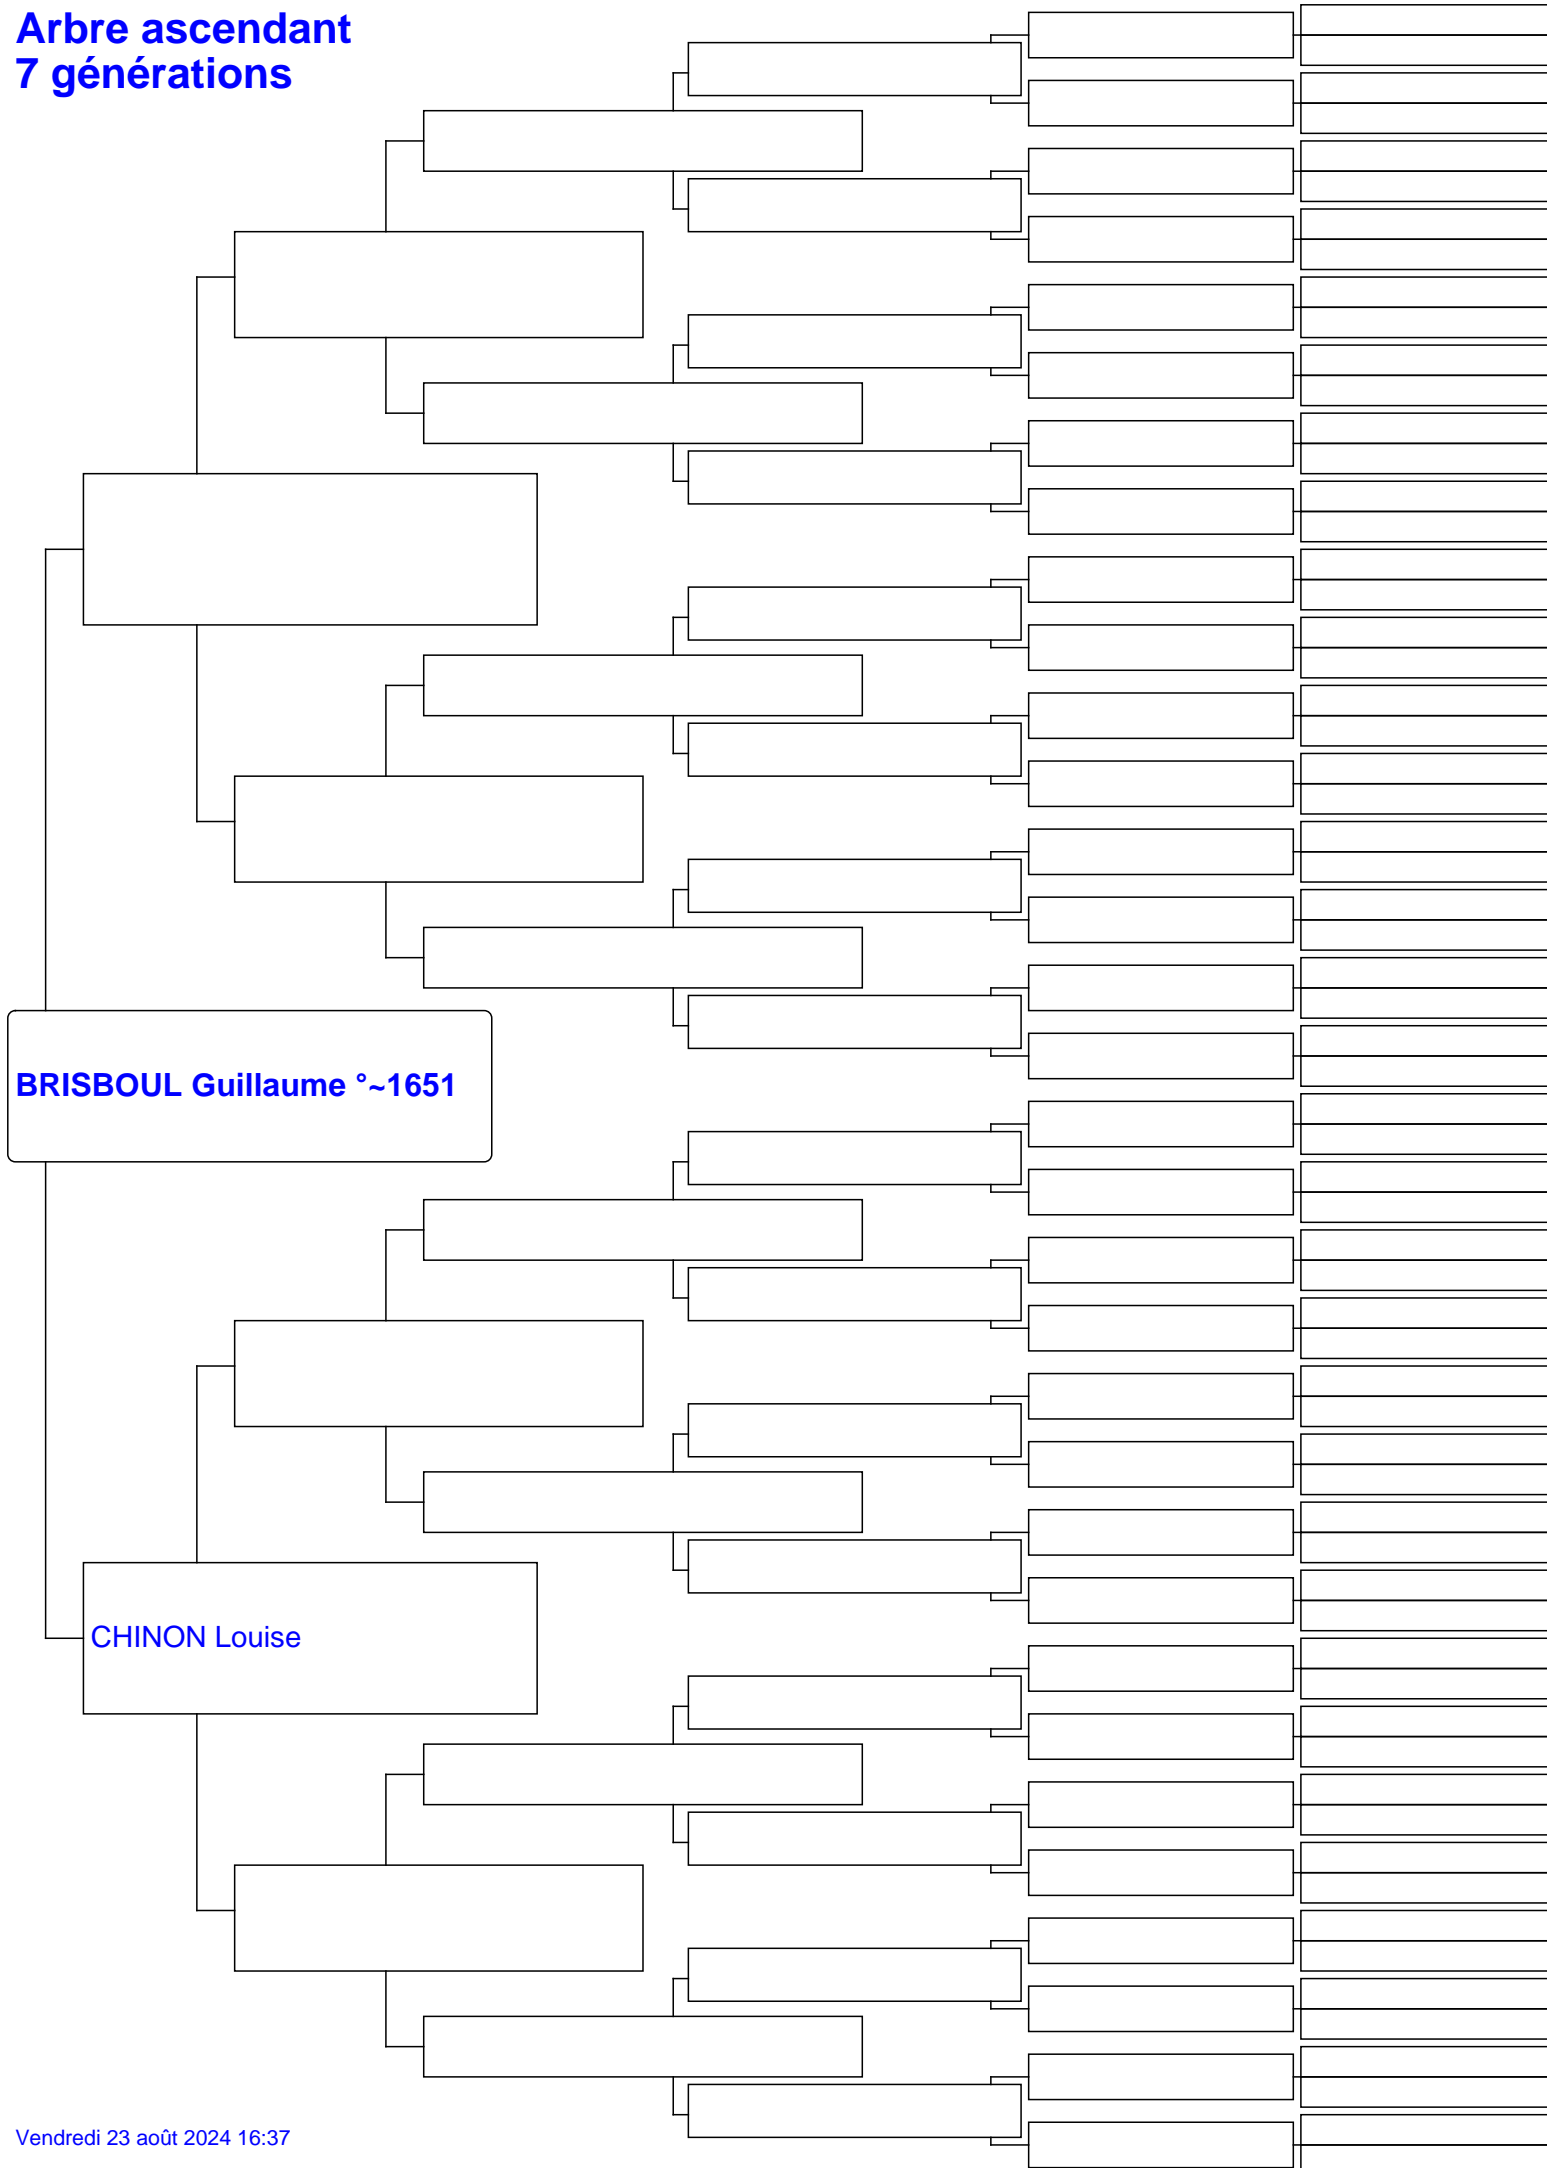 Arbre ascendant
7 générations
BRISBOUL Guillaume °~1651
CHINON Louise
Vendredi 23 août 2024 16:37